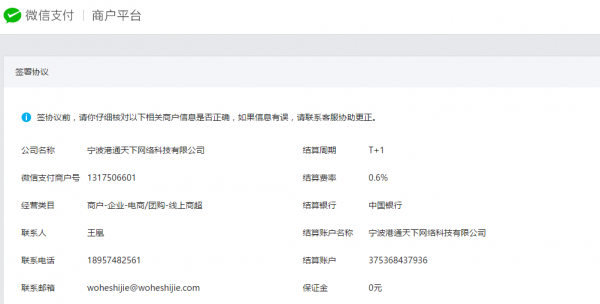 微信支付 | 商户平台
签署协议
签协议前，请你仔细核对以下相关商户信息是否正确，如果信息有误，请联系客服协助更正。
公司名称 宁波港通天下网络科技有限公司 结算周期 T+1
微信支付商户号 1317506601 结算费率 0.6%
经营类目 商户-企业-电商/团购-线上商超 结算银行 中国银行
联系人 王凰 结算账户名称 宁波港通天下网络科技有限公司
联系电话 18957482561 结算账户 375368437936
联系邮箱 woheshijie@woheshijie.com 保证金 0元